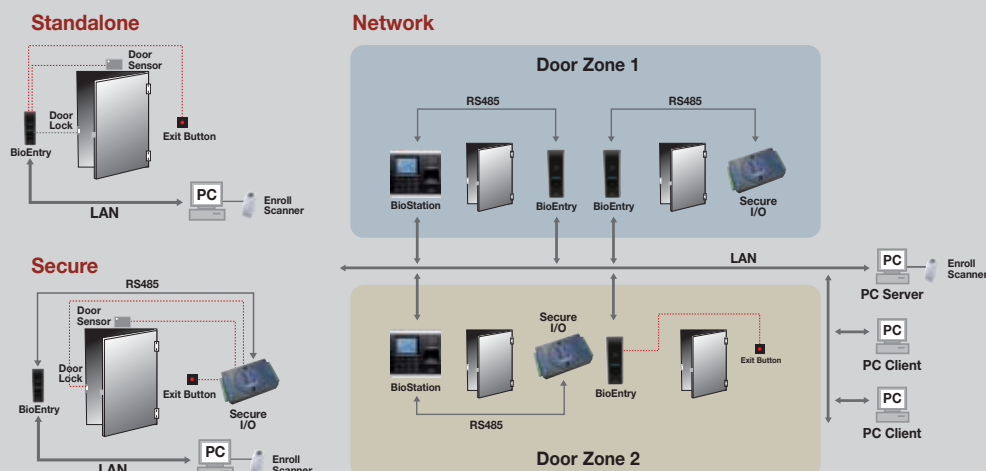 Standalone
Door
Sensor
Door
Lock
BioEntry
Exit Button
PC
Enroll
Scanner
LAN
Secure
RS485
Door
Sensor
Door
Lock
BioEntry
Exit Button
Secure
I/O
PC
Enroll
Scanner
LAN
Network
Door Zone 1
RS485
RS485
BioStation
BioEntry
BioEntry
Secure
I/O
LAN
PC
Enroll
Scanner
PC Server
PC
PC Client
PC
PC Client
Secure
I/O
BioStation
BioEntry
Exit Button
RS485
Door Zone 2